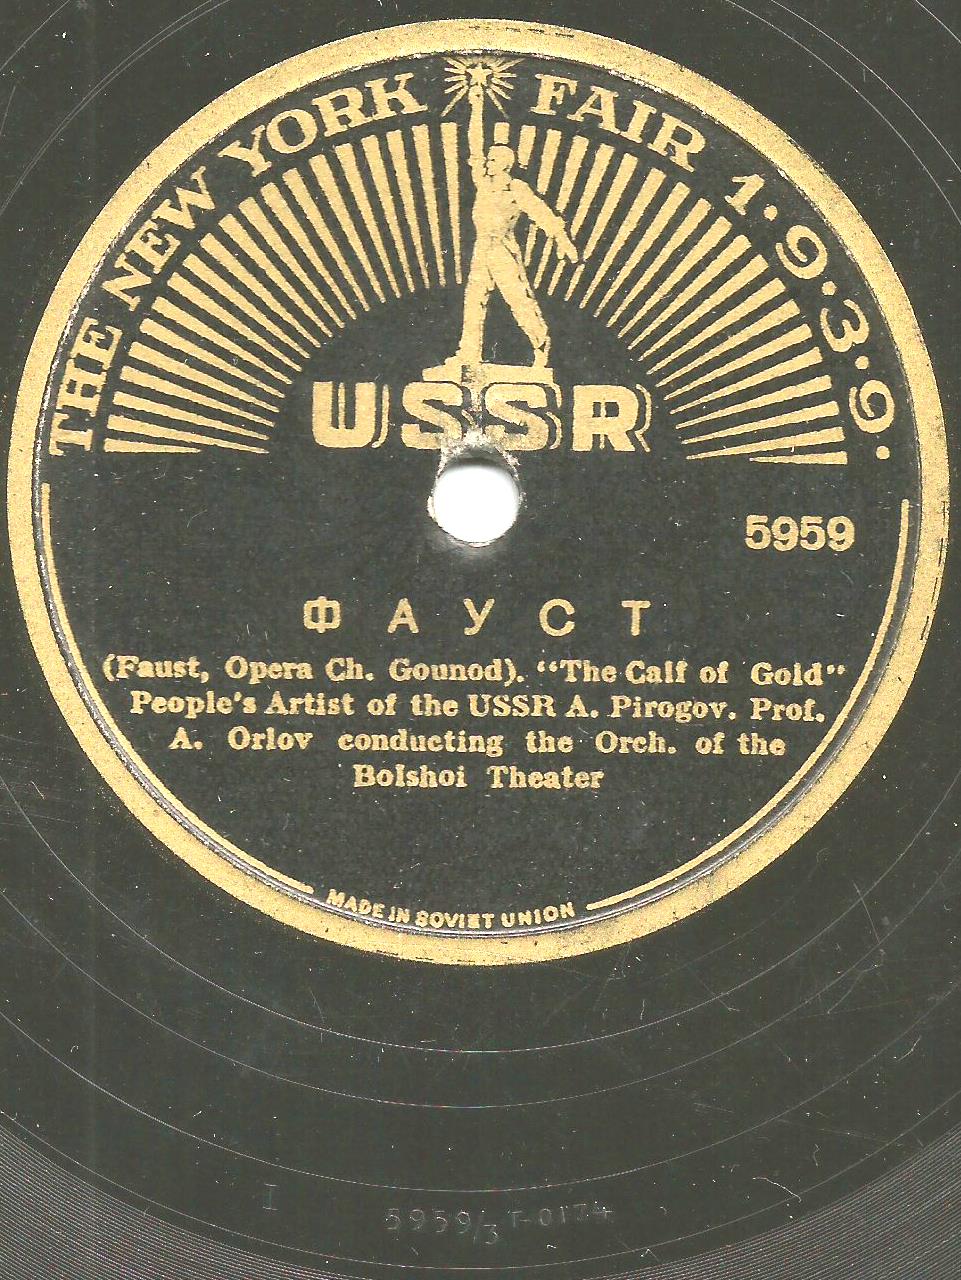 THE NEW YORK FAIR 1·9·3·9·
USSR
5959
ФАУСТ
(Faust, Opera Ch. Gounod). “The Calf of Gold”
People's Artist of the USSR A. Pirogov. Prof.
A. Orlov conducting the Orch. of the
Bolshoi Theater
MADE IN SOVIET UNION
I
5959/3 T-0174